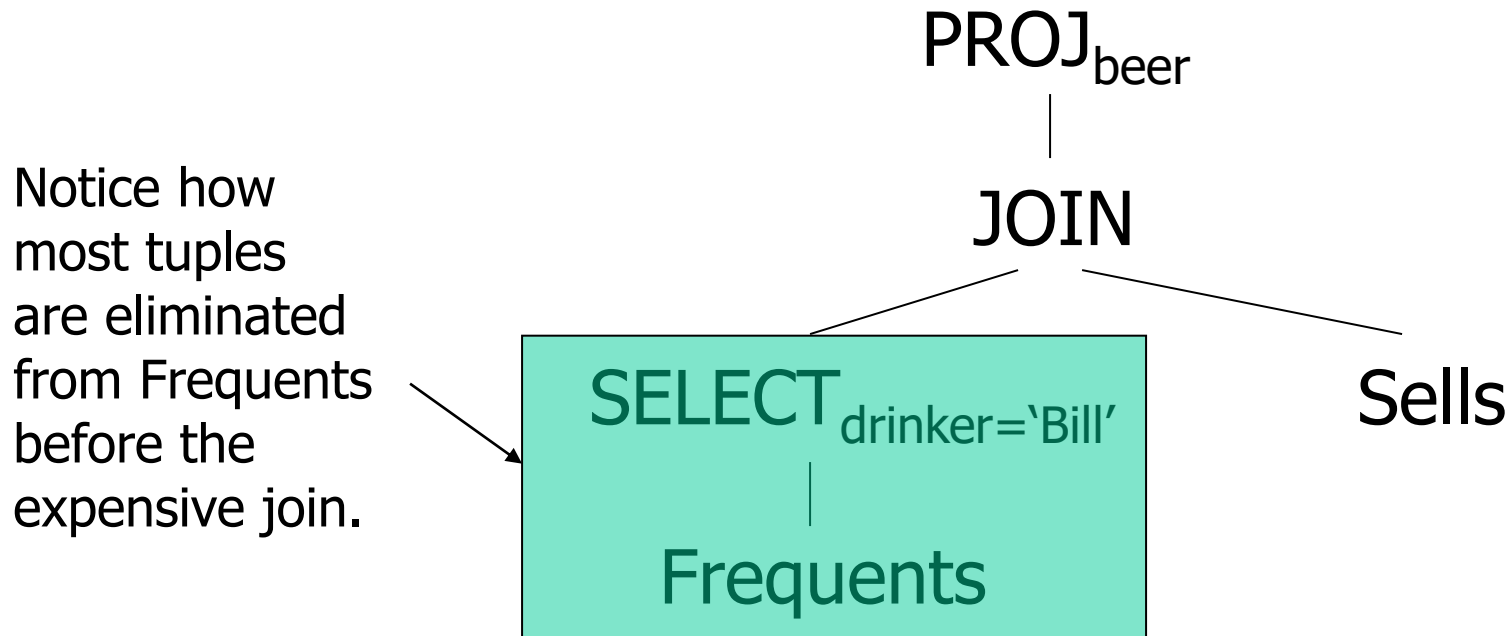 PROJbeer
JOIN
Notice how
most tuples
are eliminated
from Frequents
before the
expensive join.
SELECTdrinker=‘Bill’
Sells
Frequents